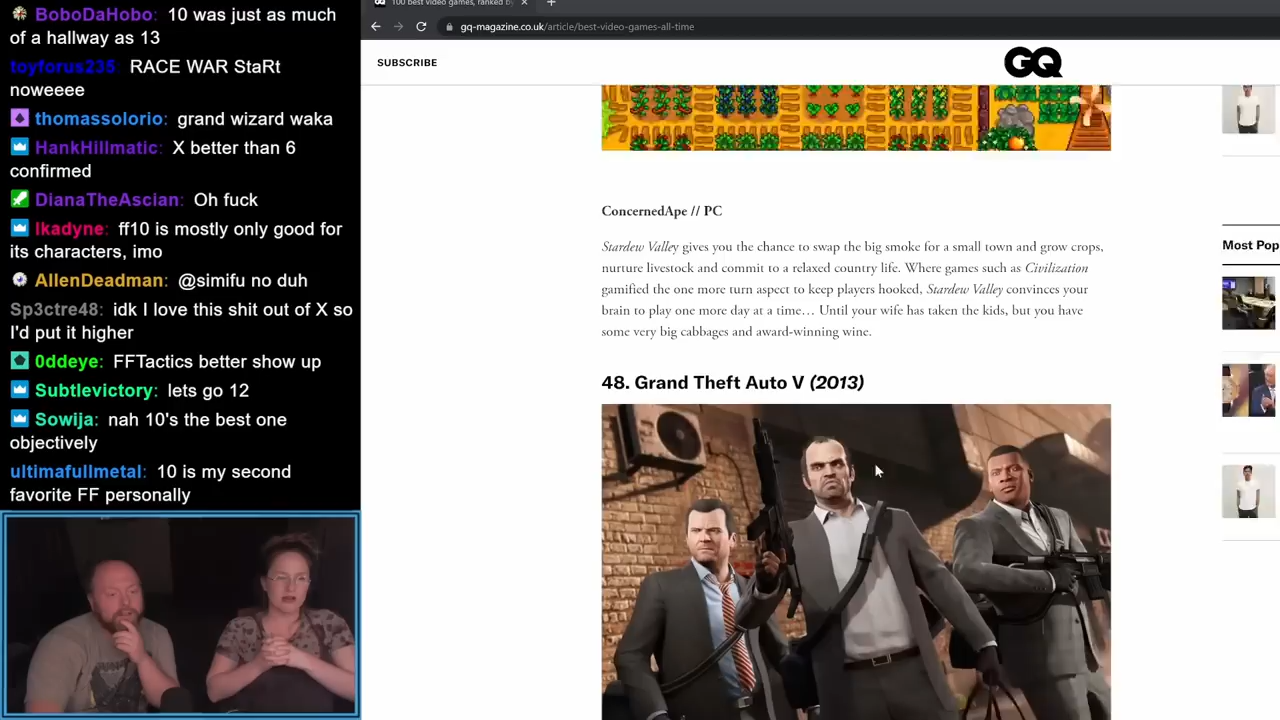 BoboDaHobo: 10 was just as much
of a hallway as 13
toyforus235: RACE WAR StaRt
noweeee
thomassolorio: grand wizard waka
HankHillmatic: X better than 6
confirmed
DianaTheAscian: Oh fuck
Ikadyne: ff10 is mostly only good for
its characters, imo
AllenDeadman: @simifu no duh
Sp3ctre48: idk I love this shit out of X so
I'd put it higher
0ddeye: FFTactics better show up
Subtlevictory: lets go 12
Sowija: nah 10's the best one
objectively
ultimafullmetal: 10 is my second
favorite FF personally
GQ 100 best video games, ranked by
gq-magazine.co.uk/article/best-video-games-all-time
SUBSCRIBE
GQ
ConcernedApe // PC
Stardew Valley gives you the chance to swap the big smoke for a small town and grow crops,
nurture livestock and commit to a relaxed country life. Where games such as Civilization
gamified the one more turn aspect to keep players hooked, Stardew Valley convinces your
brain to play one more day at a time… Until your wife has taken the kids, but you have
some very big cabbages and award-winning wine.
48. Grand Theft Auto V (2013)
Most Pop